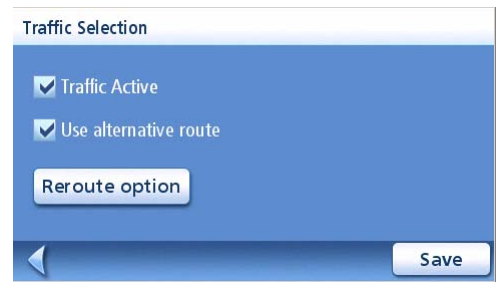 Traffic Selection
Traffic Active
Use alternative route
Reroute option
Save